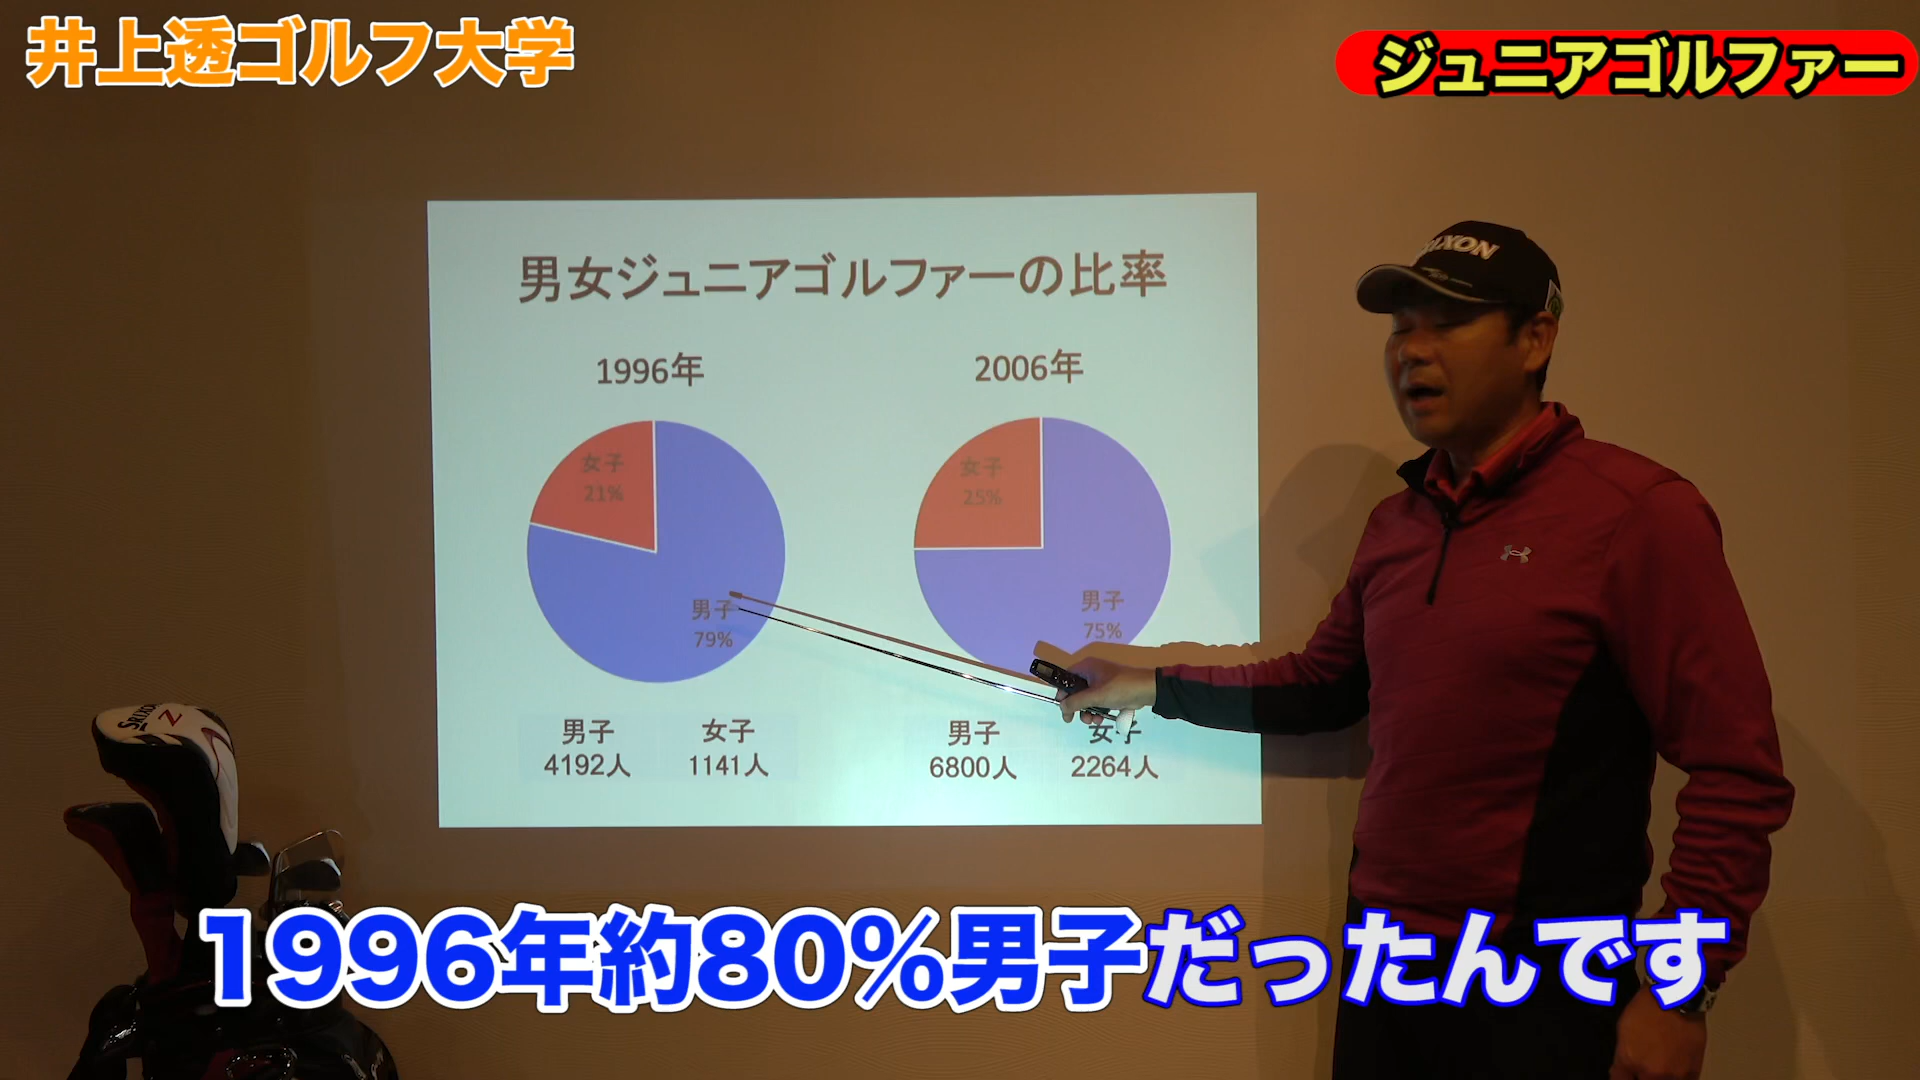 井上透ゴルフ大学
ジュニアゴルファー
男女ジュニアゴルファーの比率
1996年
2006年
女子
21%
男子
79%
女子
25%
男子
75%
男子
4192人
女子
1141人
男子
6800人
女子
2264人
SRIXON
SRIXON
Z
1996年約80%男子だったんです